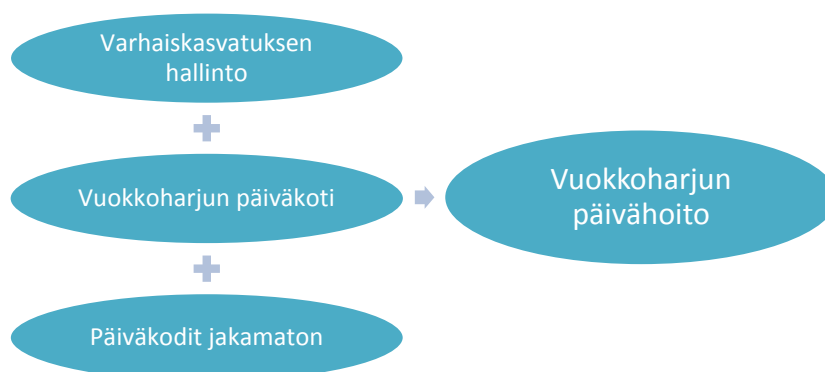 Varhaiskasvatuksen
hallinto
Vuokkoharjun päiväkoti
Vuokkoharjun
päivähoito
Päiväkodit jakamaton